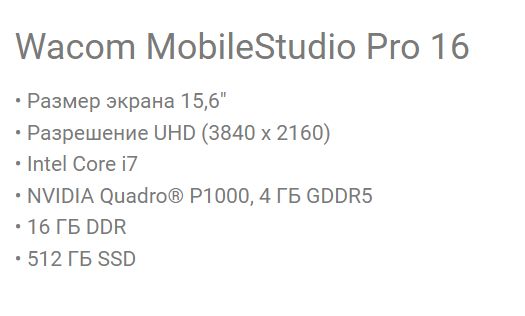 Wacom MobileStudio Pro 16
• Размер экрана 15,6"
• Разрешение UHD (3840 x 2160)
• Intel Core i7
• NVIDIA Quadro® P1000, 4 ГБ GDDR5
• 16 ГБ DDR
• 512 ГБ SSD